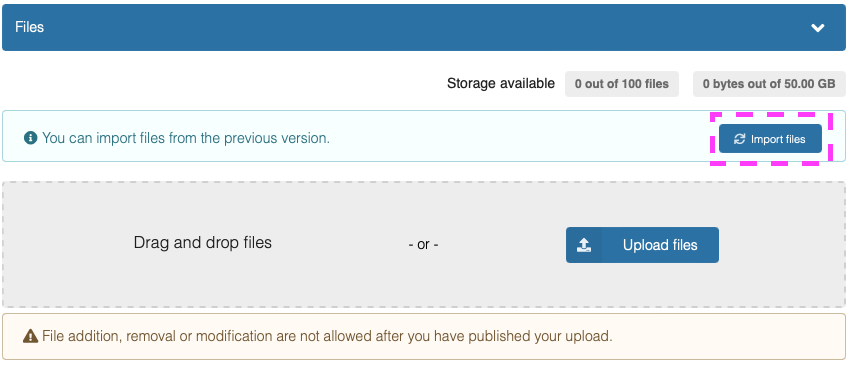 Files
Storage available 0 out of 100 files 0 bytes out of 50.00 GB
You can import files from the previous version. Import files
Drag and drop files - or - Upload files
File addition, removal or modification are not allowed after you have published your upload.